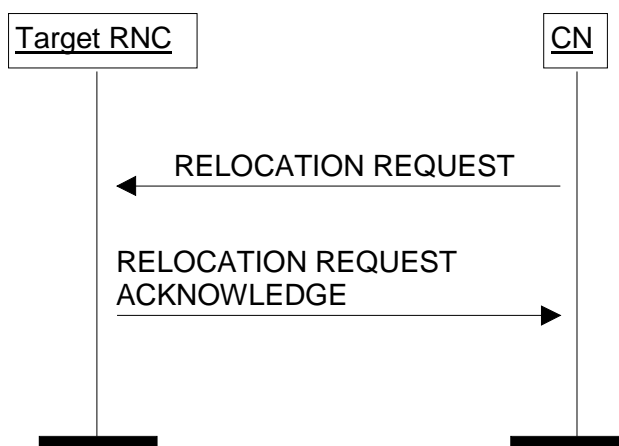 Target RNC
CN
RELOCATION REQUEST
RELOCATION REQUEST
ACKNOWLEDGE